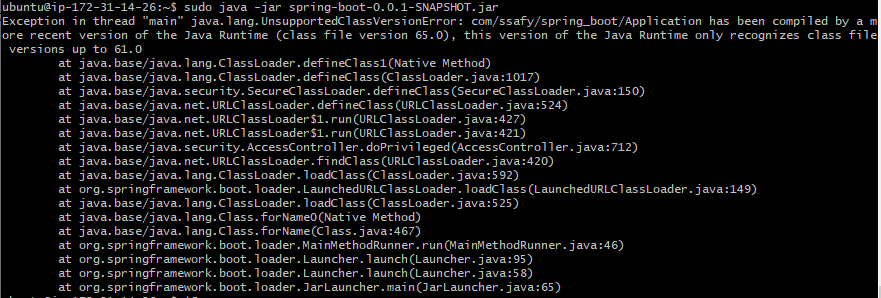 ubuntu@ip-172-31-14-26:~$ sudo java -jar spring-boot-0.0.1-SNAPSHOT.jar
Exception in thread "main" java.lang.UnsupportedClassVersionError: com/ssafy/spring_boot/Application has been compiled by a m
ore recent version of the Java Runtime (class file version 65.0), this version of the Java Runtime only recognizes class file
versions up to 61.0
at java.base/java.lang.ClassLoader.defineClass1(Native Method)
at java.base/java.lang.ClassLoader.defineClass(ClassLoader.java:1017)
at java.base/java.security.SecureClassLoader.defineClass(SecureClassLoader.java:150)
at java.base/java.net.URLClassLoader.defineClass(URLClassLoader.java:524)
at java.base/java.net.URLClassLoader$1.run(URLClassLoader.java:427)
at java.base/java.net.URLClassLoader$1.run(URLClassLoader.java:421)
at java.base/java.security.AccessController.doPrivileged(AccessController.java:712)
at java.base/java.net.URLClassLoader.findClass(URLClassLoader.java:420)
at java.base/java.lang.ClassLoader.loadClass(ClassLoader.java:592)
at org.springframework.boot.loader.LaunchedURLClassLoader.loadClass(LaunchedURLClassLoader.java:149)
at java.base/java.lang.ClassLoader.loadClass(ClassLoader.java:525)
at java.base/java.lang.Class.forName0(Native Method)
at java.base/java.lang.Class.forName(Class.java:467)
at org.springframework.boot.loader.MainMethodRunner.run(MainMethodRunner.java:46)
at org.springframework.boot.loader.Launcher.launch(Launcher.java:95)
at org.springframework.boot.loader.Launcher.launch(Launcher.java:58)
at org.springframework.boot.loader.JarLauncher.main(JarLauncher.java:65)